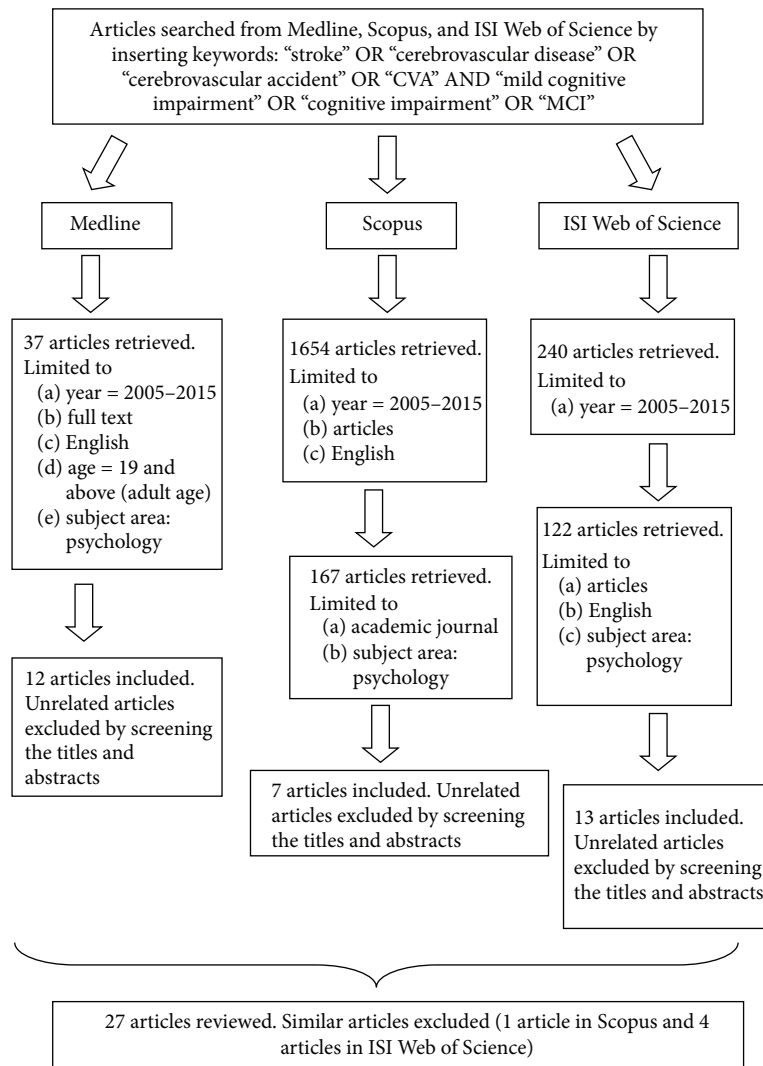 Articles searched from Medline, Scopus, and ISI Web of Science by
inserting keywords: “stroke” OR “cerebrovascular disease” OR
“cerebrovascular accident” OR “CVA” AND “mild cognitive
impairment” OR “cognitive impairment” OR “MCI”
Medline
Scopus
ISI Web of Science
37 articles retrieved.
Limited to
(a) year = 2005–2015
(b) full text
(c) English
(d) age = 19 and
above (adult age)
(e) subject area:
psychology
1654 articles retrieved.
Limited to
(a) year = 2005–2015
(b) articles
(c) English
240 articles retrieved.
Limited to
(a) year = 2005–2015
167 articles retrieved.
Limited to
(a) academic journal
(b) subject area:
psychology
122 articles retrieved.
Limited to
(a) articles
(b) English
(c) subject area:
psychology
12 articles included.
Unrelated articles
excluded by screening
the titles and
abstracts
7 articles included. Unrelated
articles excluded by screening
the titles and abstracts
13 articles included.
Unrelated articles
excluded by screening
the titles and abstracts
27 articles reviewed. Similar articles excluded (1 article in Scopus and 4
articles in ISI Web of Science)